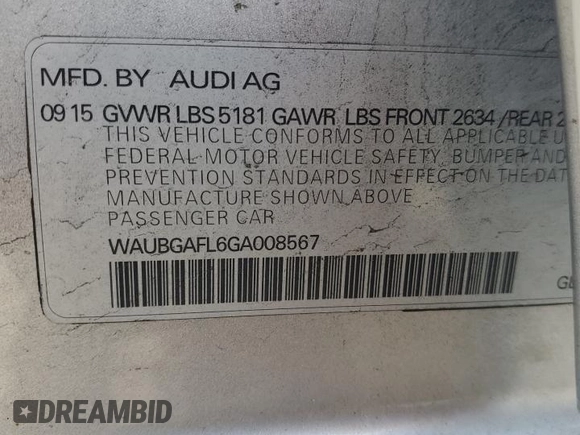 MFD. BY AUDI AG
09 15 GVWR LBS 5181 GAWR LBS FRONT 2634 /REAR 2
THIS VEHICLE CONFORMS TO ALL APPLICABLE U
FEDERAL MOTOR VEHICLE SAFETY, BUMPER AND
PREVENTION STANDARDS IN EFFECT ON THE DAT
MANUFACTURE SHOWN ABOVE
PASSENGER CAR
WAUBGAFL6GA008567
DREAMBID